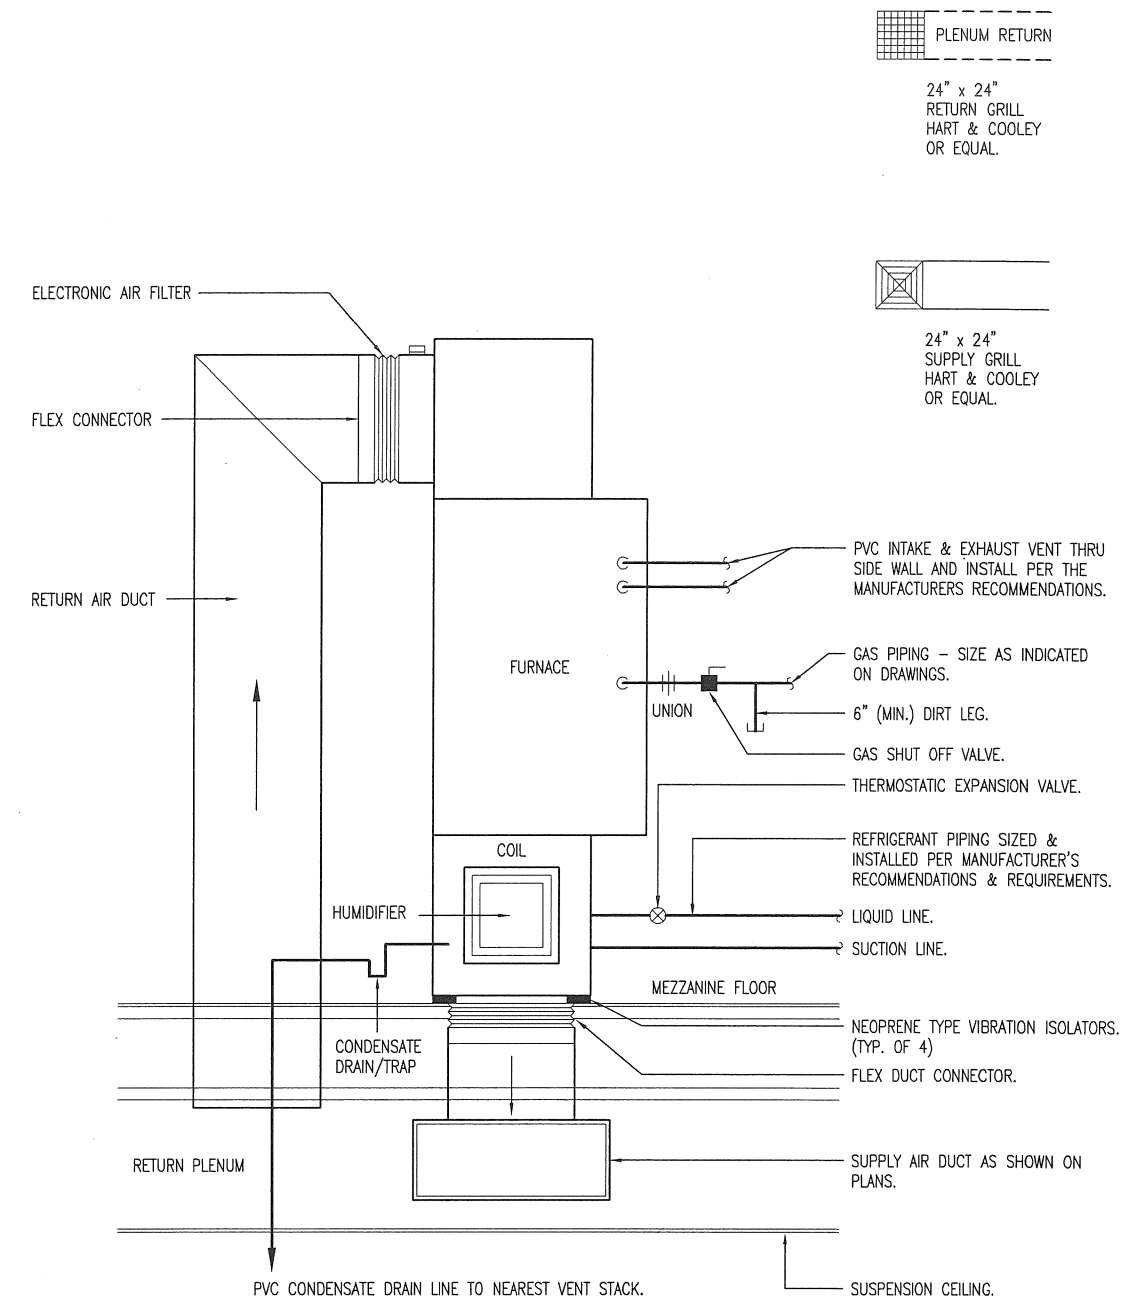 PLENUM RETURN
24" x 24"
RETURN GRILL
HART & COOLEY
OR EQUAL.
24" x 24"
SUPPLY GRILL
HART & COOLEY
OR EQUAL.
ELECTRONIC AIR FILTER
FLEX CONNECTOR
RETURN AIR DUCT
FURNACE
PVC INTAKE & EXHAUST VENT THRU
SIDE WALL AND INSTALL PER THE
MANUFACTURERS RECOMMENDATIONS.
GAS PIPING - SIZE AS INDICATED
ON DRAWINGS.
UNION
6" (MIN.) DIRT LEG.
GAS SHUT OFF VALVE.
THERMOSTATIC EXPANSION VALVE.
COIL
REFRIGERANT PIPING SIZED &
INSTALLED PER MANUFACTURER'S
RECOMMENDATIONS & REQUIREMENTS.
HUMIDIFIER
LIQUID LINE.
SUCTION LINE.
MEZZANINE FLOOR
CONDENSATE
DRAIN/TRAP
NEOPRENE TYPE VIBRATION ISOLATORS.
(TYP. OF 4)
FLEX DUCT CONNECTOR.
RETURN PLENUM
SUPPLY AIR DUCT AS SHOWN ON
PLANS.
PVC CONDENSATE DRAIN LINE TO NEAREST VENT STACK.
SUSPENSION CEILING.